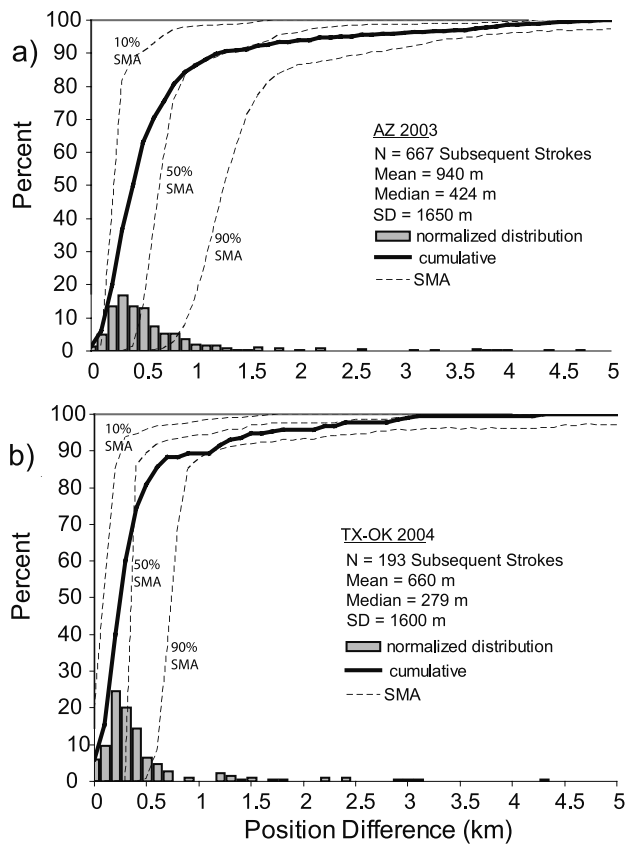 a)
Percent
100
90
80
70
60
50
40
30
20
10
0
10%
SMA
50%
SMA
90%
SMA
AZ 2003
N = 667 Subsequent Strokes
Mean = 940 m
Median = 424 m
SD = 1650 m
normalized distribution
cumulative
SMA
0 0.5 1 1.5 2 2.5 3 3.5 4 4.5 5
b)
Percent
100
90
80
70
60
50
40
30
20
10
0
10%
SMA
50%
SMA
90%
SMA
TX-OK 2004
N = 193 Subsequent Strokes
Mean = 660 m
Median = 279 m
SD = 1600 m
normalized distribution
cumulative
SMA
0 0.5 1 1.5 2 2.5 3 3.5 4 4.5 5
Position Difference (km)